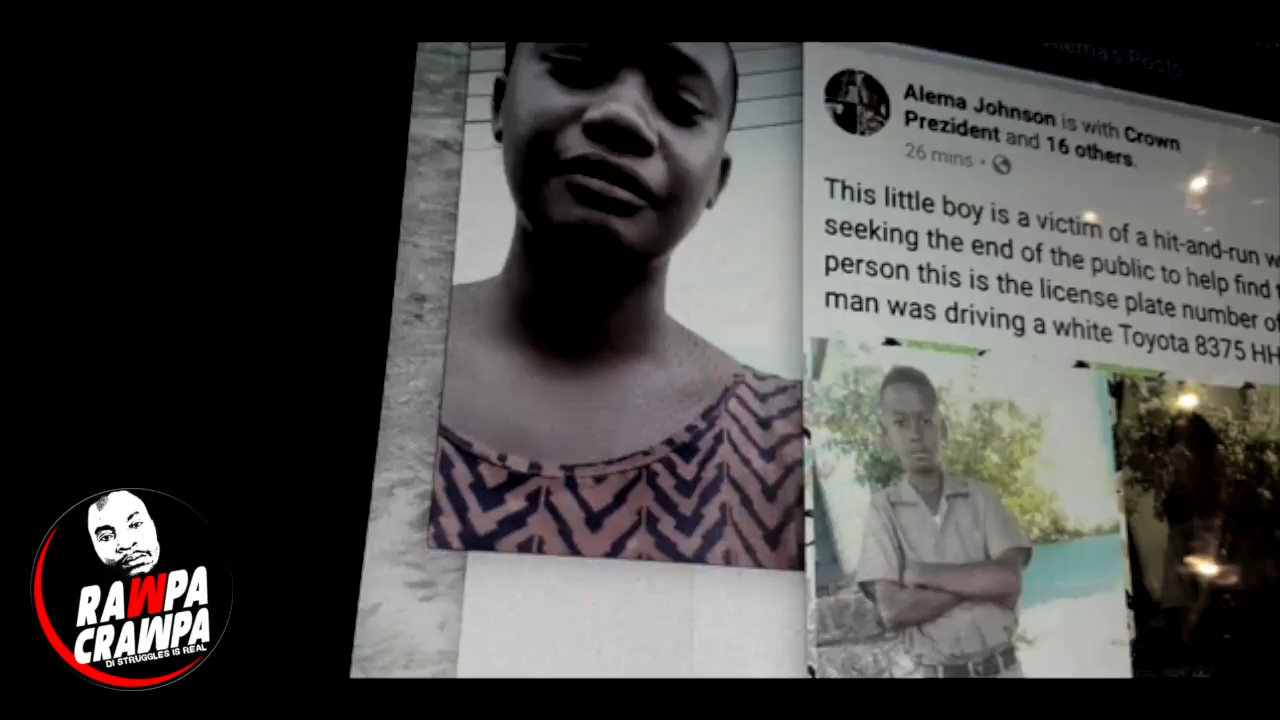 Alema's Posts
Alema Johnson is with Crown
Prezident and 16 others.
26 mins
This little boy is a victim of a hit-and-run w
seeking the end of the public to help find t
person this is the license plate number of
man was driving a white Toyota 8375 HH
RAWPA
CRAWPA
DI STRUGGLES IS REAL